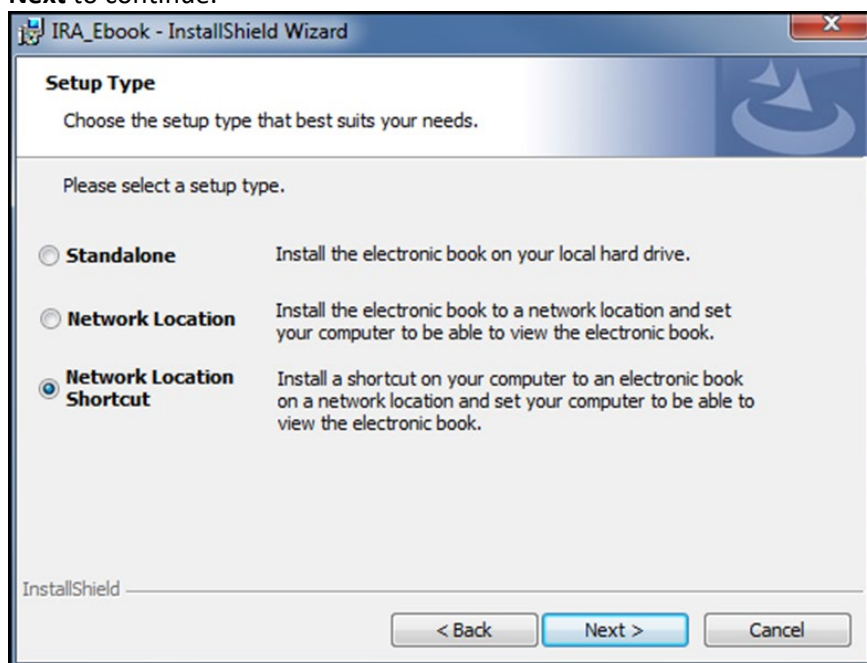 Next to continue.
IRA_Ebook - InstallShield Wizard
Setup Type
Choose the setup type that best suits your needs.
Please select a setup type.
Standalone
Install the electronic book on your local hard drive.
Network Location
Install the electronic book to a network location and set
your computer to be able to view the electronic book.
Network Location
Shortcut
Install a shortcut on your computer to an electronic book
on a network location and set your computer to be able to
view the electronic book.
InstallShield
< Back
Next >
Cancel